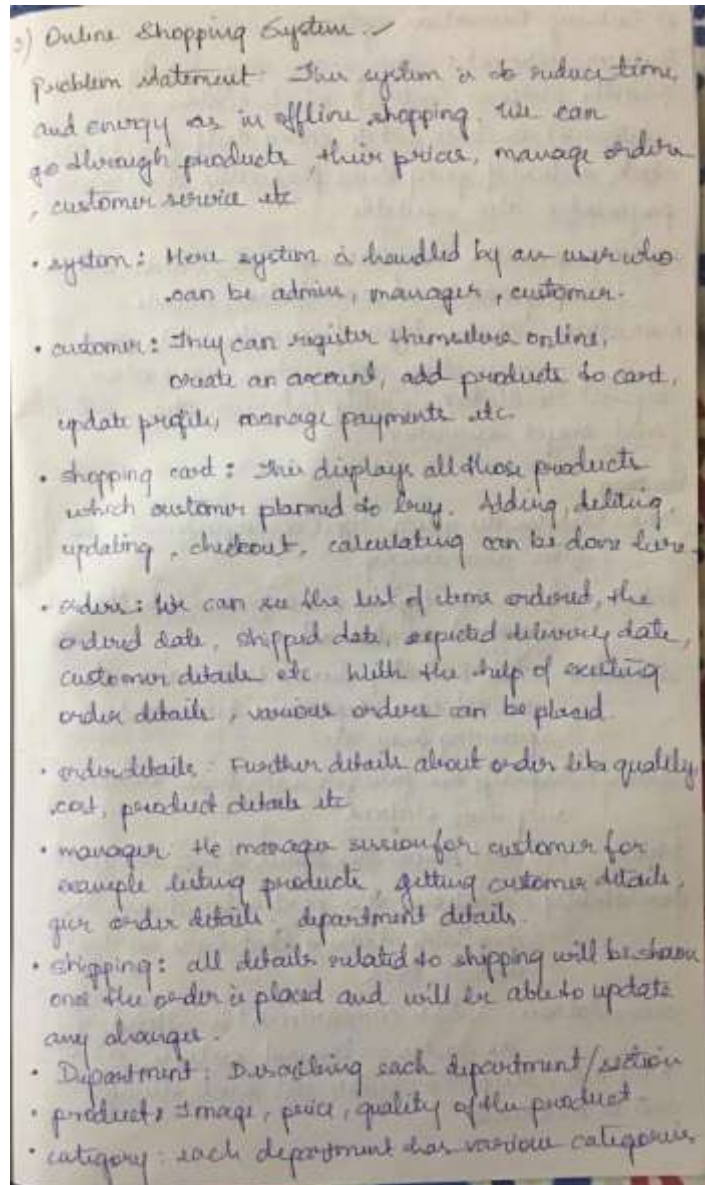 3) Online Shopping System :-
Problem statement: This system is to reduce time
and energy as in offline shopping. We can
go through products their prices, manage orders
, customer service etc
• system: Here system is handled by an user who
can be admin, manager, customer.
• customer: They can register themselves online,
create an account, add products to card,
update profile, manage payments etc.
• shopping card: This displays all those products
which customer planned to buy. Adding, deleting,
updating, checkout, calculating can be done here.
• orders: We can see the list of items ordered, the
ordered date, shipped date, expected delivery date,
customer details etc. With the help of existing
order details, various orders can be placed.
• orderdetails: Further details about order like quality,
cost, product details etc
• manager: He manages session for customer for
example listing products, getting customer details,
order details, department details.
• shipping: all details related to shipping will be shown
the order is placed and will be able to update
any changes.
• Department: Describing each department/section
• product: Image, price, quality of the product.
• category: each department has various categories.